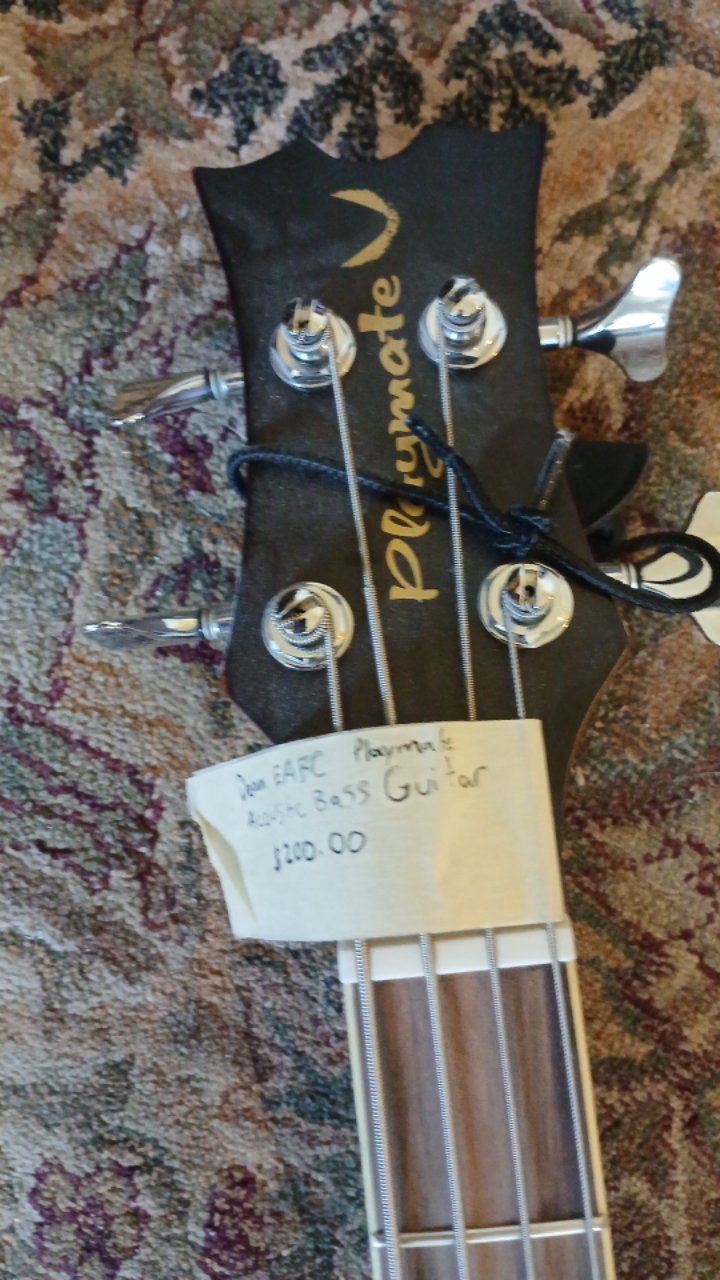 Playmate
Dean EABC Playmate
Acoustic Bass Guitar
$200.00